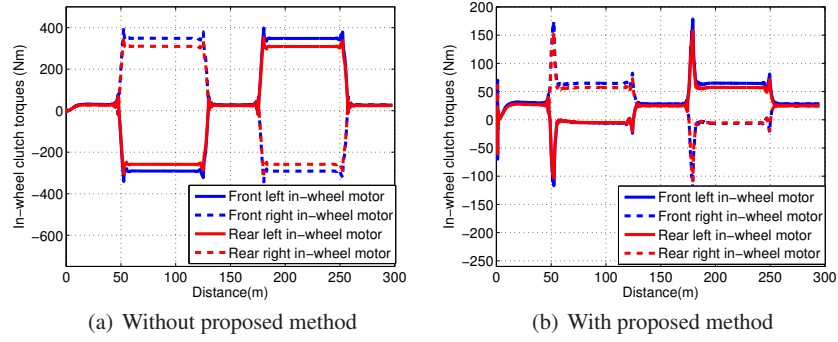 In-wheel clutch torques (Nm)
400
200
0
-200
-400
-600
0 50 100 150 200 250 300
Distance(m)
Front left in-wheel motor
Front right in-wheel motor
Rear left in-wheel motor
Rear right in-wheel motor
(a) Without proposed method
In-wheel clutch torques (Nm)
200
150
100
50
0
-50
-100
-150
-200
-250
0 50 100 150 200 250 300
Distance(m)
Front left in-wheel motor
Front right in-wheel motor
Rear left in-wheel motor
Rear right in-wheel motor
(b) With proposed method